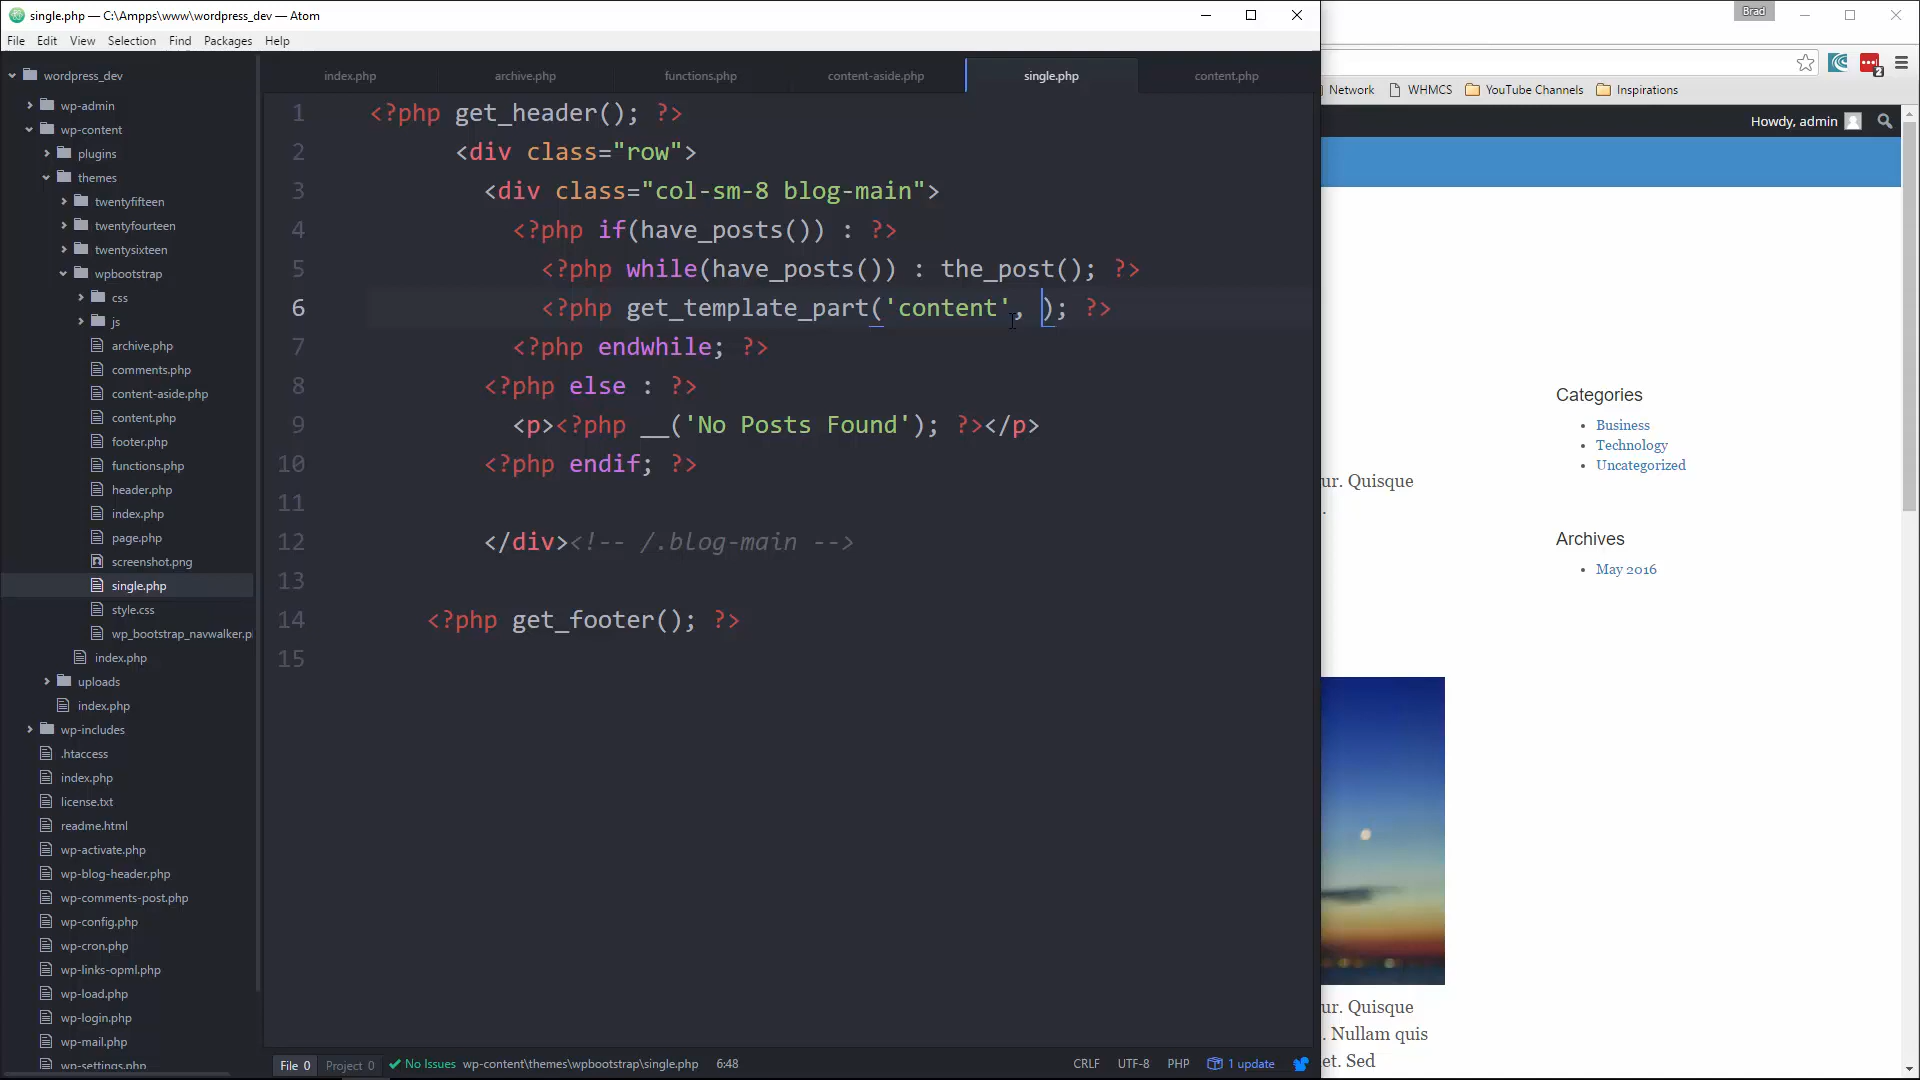 single.php — C:\Ampps\www\wordpress_dev — Atom
Brad
File Edit View Selection Find Packages Help
wordpress_dev
wp-admin
wp-content
plugins
themes
twentyfifteen
twentyfourteen
twentysixteen
wpbootstrap
css
js
archive.php
comments.php
content-aside.php
content.php
footer.php
functions.php
header.php
index.php
page.php
screenshot.png
single.php
style.css
wp_bootstrap_navwalker.p
index.php
uploads
index.php
wp-includes
.htaccess
index.php
license.txt
readme.html
wp-activate.php
wp-blog-header.php
wp-comments-post.php
wp-config.php
wp-cron.php
wp-links-opml.php
wp-load.php
wp-login.php
wp-mail.php
wp-settings.php
index.php archive.php functions.php content-aside.php single.php content.php
1 <?php get_header(); ?>
2 <div class="row">
3 <div class="col-sm-8 blog-main">
4 <?php if(have_posts()) : ?>
5 <?php while(have_posts()) : the_post(); ?>
6 <?php get_template_part('content', ); ?>
7 <?php endwhile; ?>
8 <?php else : ?>
9 <p><?php __('No Posts Found'); ?></p>
10 <?php endif; ?>
11
12 </div><!-- /.blog-main -->
13
14 <?php get_footer(); ?>
15
File 0 Project 0 No Issues wp-content\themes\wpbootstrap\single.php 6:48 CRLF UTF-8 PHP 1 update
2
Network WHMCS YouTube Channels Inspirations
Howdy, admin
Categories
Business
Technology
Uncategorized
ur. Quisque
.
Archives
May 2016
ur. Quisque
. Nullam quis
et. Sed